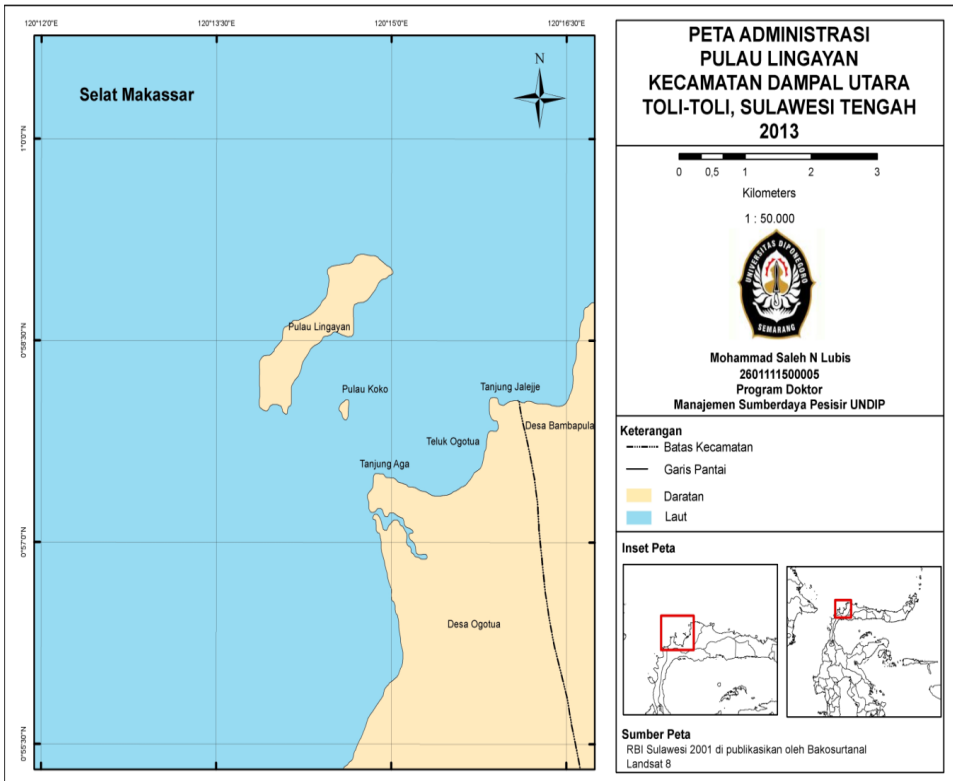 120°12'0"E
120°13'30"E
120°15'0"E
120°16'30"E
1°0'0"N
0°58'30"N
0°57'0"N
0°55'30"N
Selat Makassar
N
Pulau Lingayan
Pulau Koko
Tanjung Jalejje
Desa Bambapula
Teluk Ogotua
Tanjung Aga
Desa Ogotua
PETA ADMINISTRASI
PULAU LINGAYAN
KECAMATAN DAMPAL UTARA
TOLI-TOLI, SULAWESI TENGAH
2013
0 0,5 1 2 3
Kilometers
1 : 50.000
UNIVERSITAS DIPONEGORO
SEMARANG
Mohammad Saleh N Lubis
2601111500005
Program Doktor
Manajemen Sumberdaya Pesisir UNDIP
Keterangan
Batas Kecamatan
Garis Pantai
Daratan
Laut
Inset Peta
Sumber Peta
RBI Sulawesi 2001 di publikasikan oleh Bakosurtanal
Landsat 8